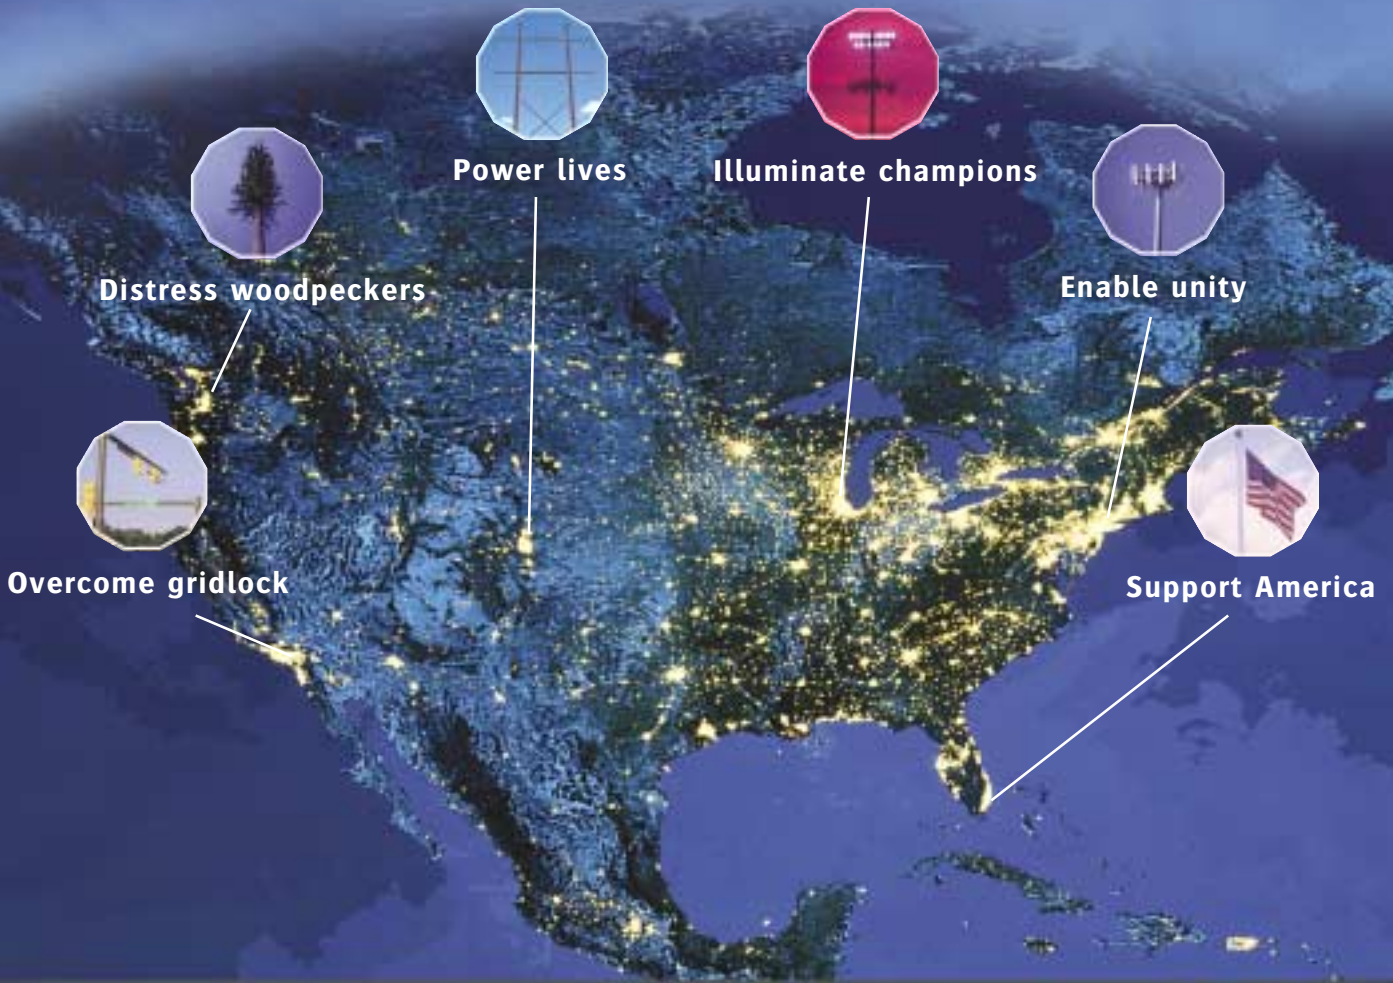 Power lives
Illuminate champions
Distress woodpeckers
Enable unity
Overcome gridlock
Support America